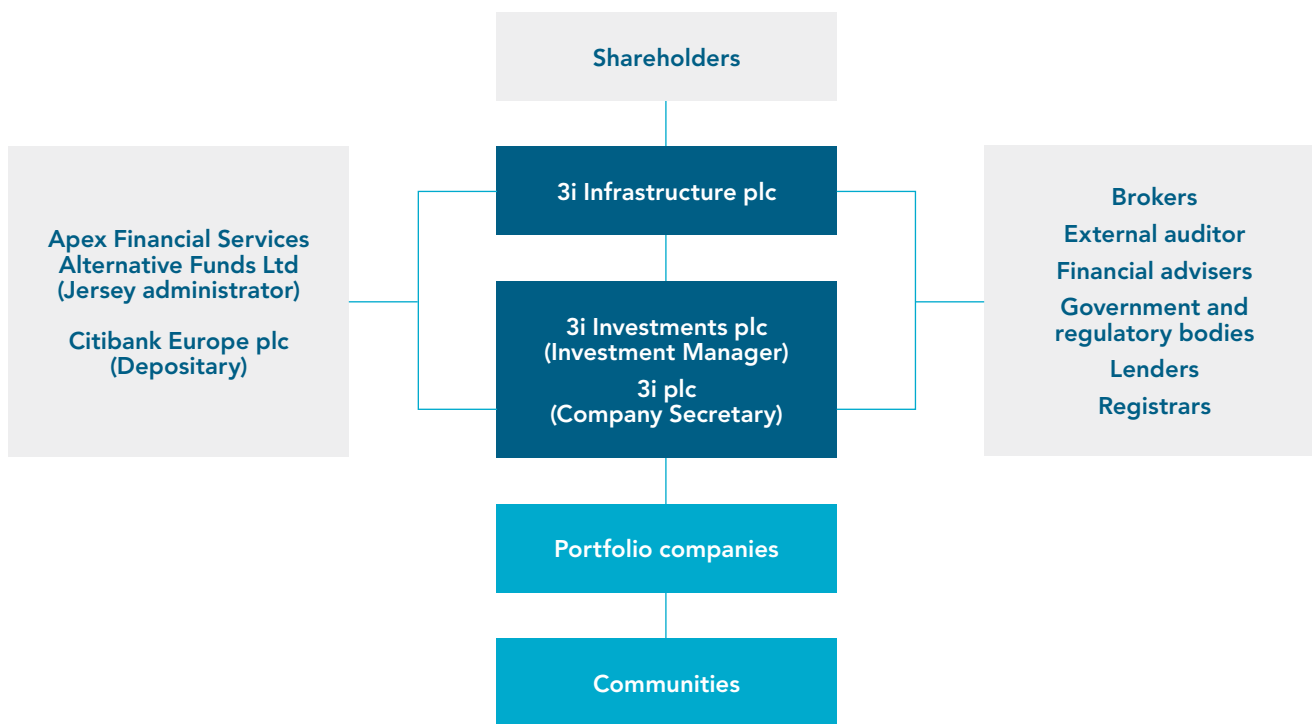 Shareholders
3i Infrastructure plc
Apex Financial Services
Alternative Funds Ltd
(Jersey administrator)
Citibank Europe plc
(Depositary)
3i Investments plc
(Investment Manager)
3i plc
(Company Secretary)
Brokers
External auditor
Financial advisers
Government and
regulatory bodies
Lenders
Registrars
Portfolio companies
Communities